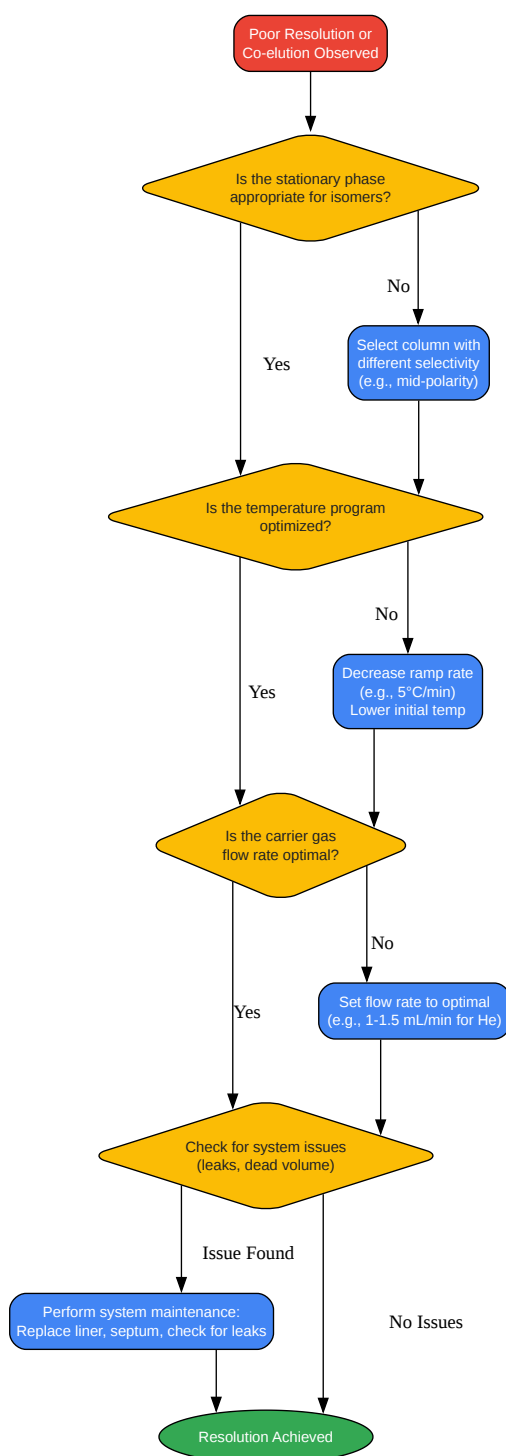 Poor Resolution or
Co-elution Observed
Is the stationary phase
appropriate for isomers?
No
Select column with
different selectivity
(e.g., mid-polarity)
Yes
Is the temperature program
optimized?
No
Decrease ramp rate
(e.g., 5°C/min)
Lower initial temp
Yes
Is the carrier gas
flow rate optimal?
No
Set flow rate to optimal
(e.g., 1-1.5 mL/min for He)
Yes
Check for system issues
(leaks, dead volume)
Issue Found
Perform system maintenance:
Replace liner, septum, check for leaks
No Issues
Resolution Achieved